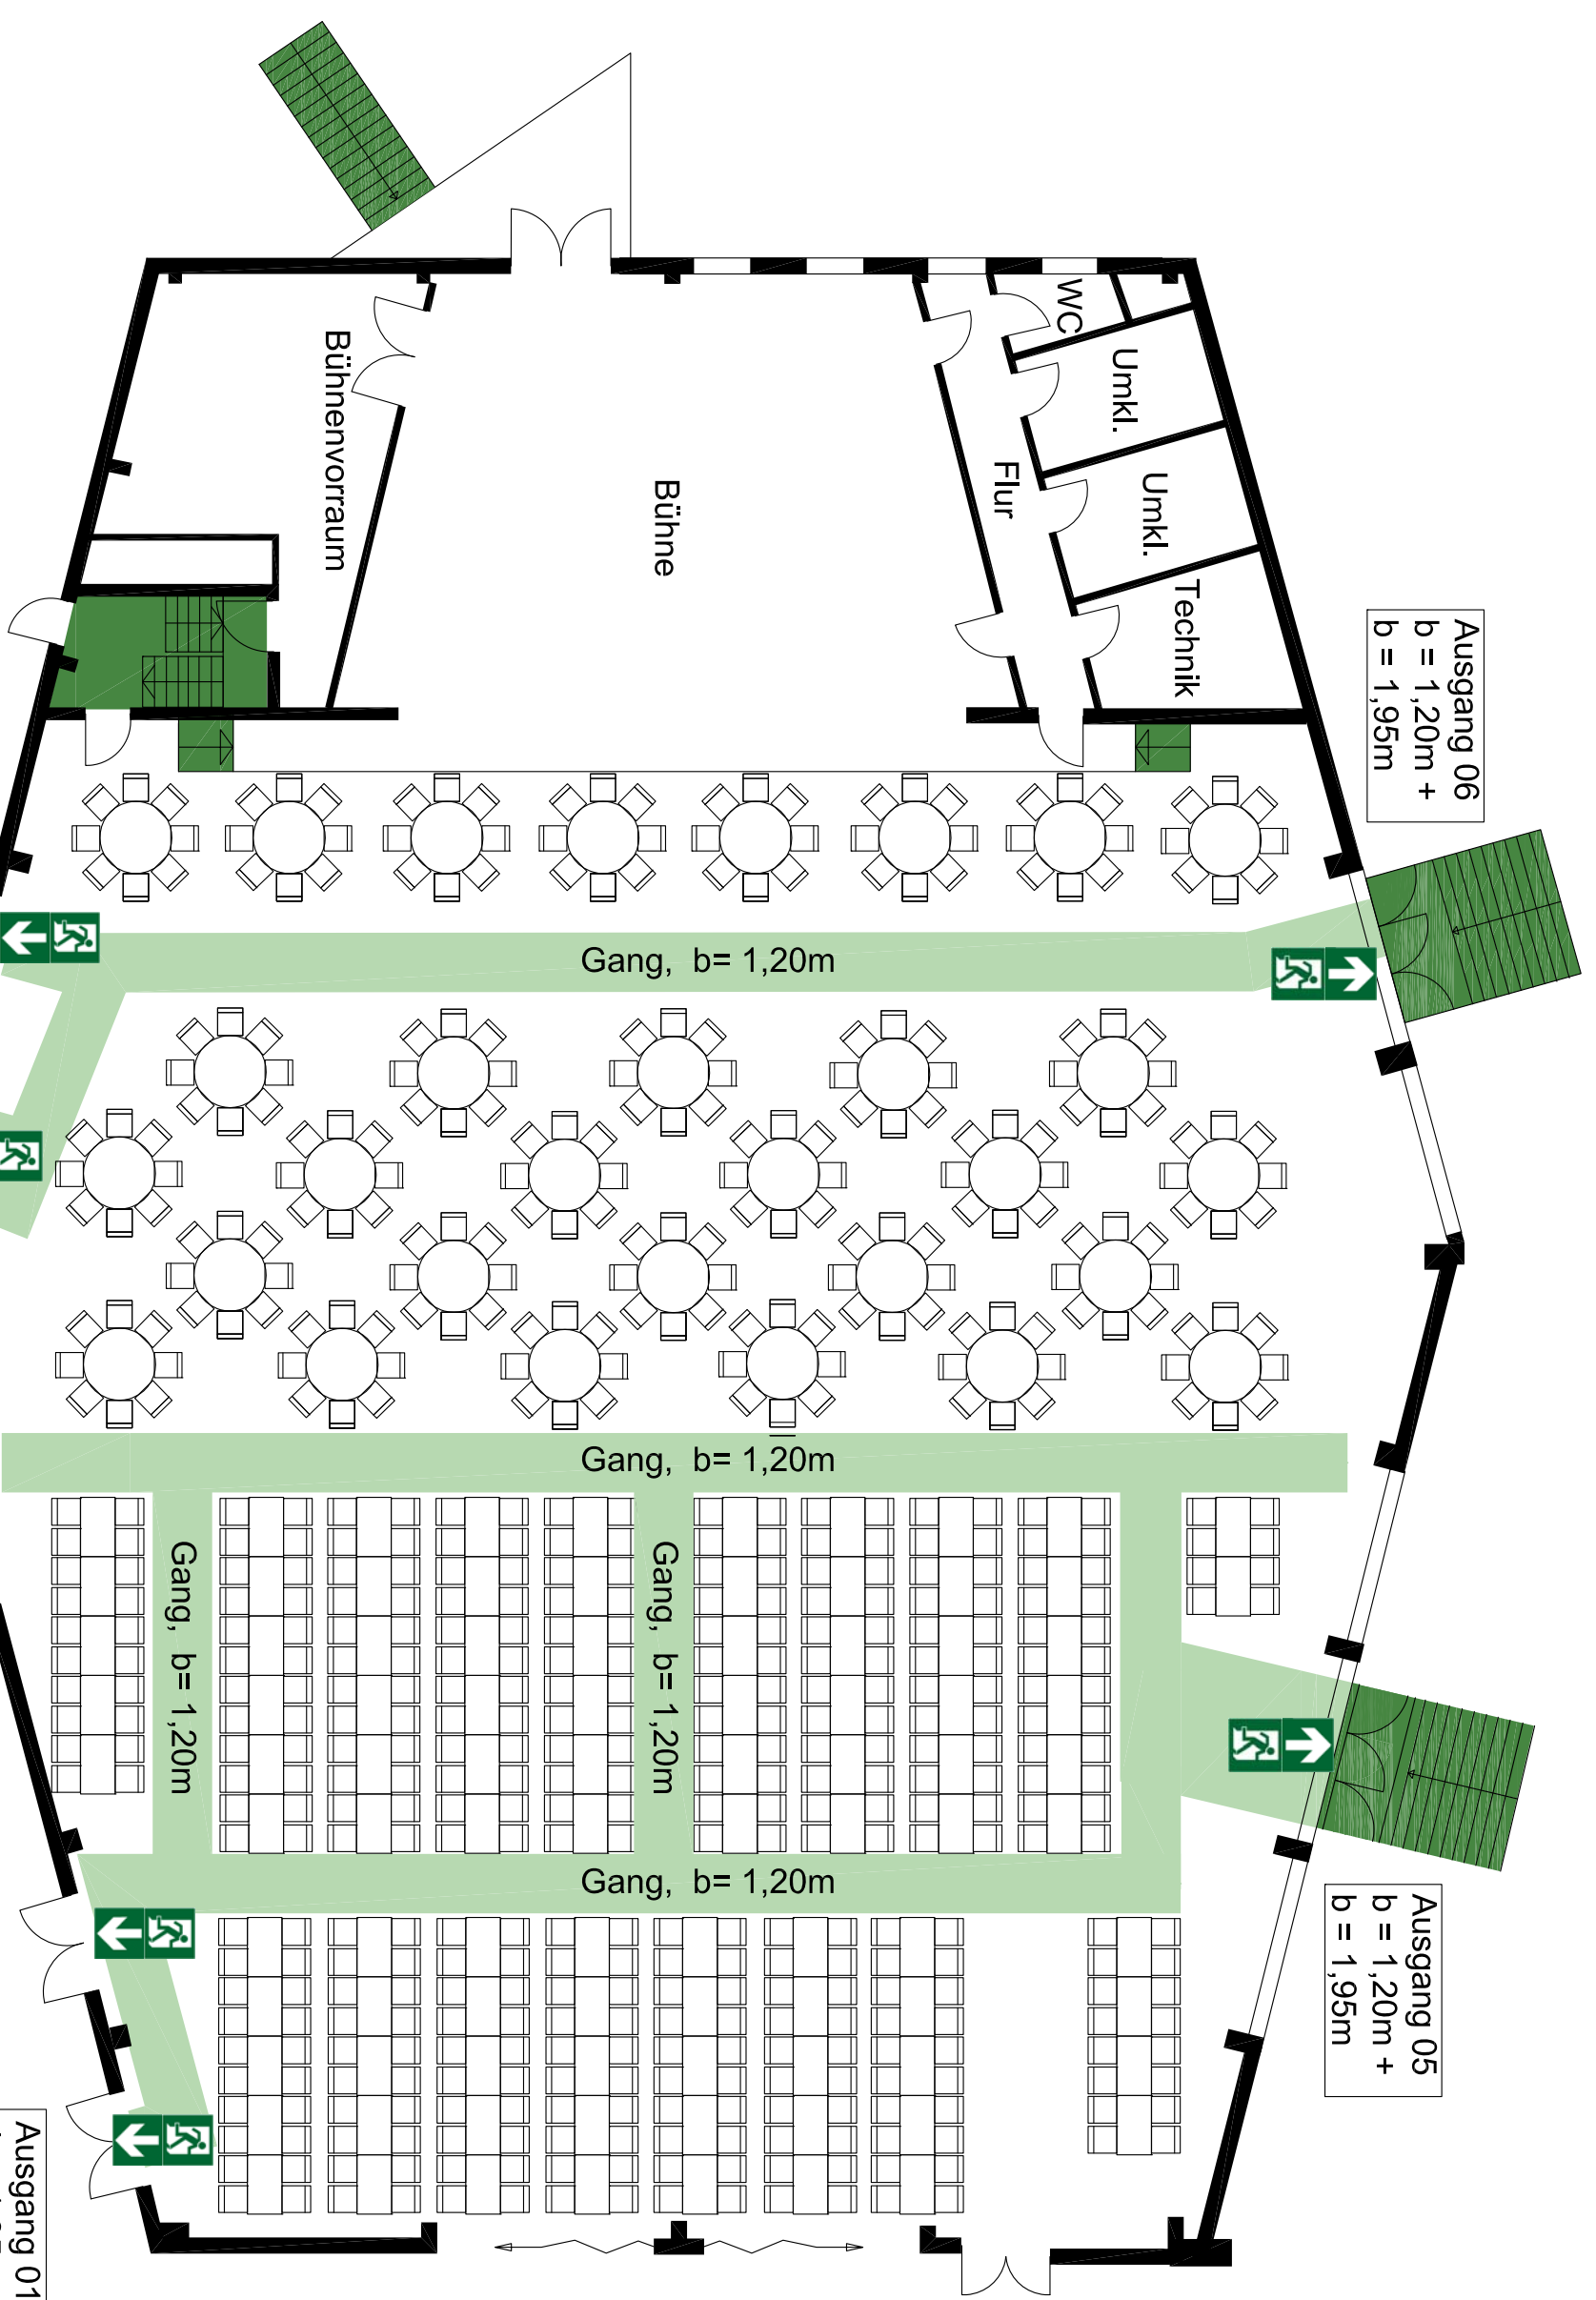 WC
Umkl.
Umkl.
Technik
Flur
Bühne
Bühnenvorraum
Ausgang 06
b = 1,20m +
b = 1,95m
Gang, b= 1,20m
Gang, b= 1,20m
Gang, b= 1,20m
Gang, b= 1,20m
Gang, b= 1,20m
Ausgang 05
b = 1,20m +
b = 1,95m
Ausgang 01